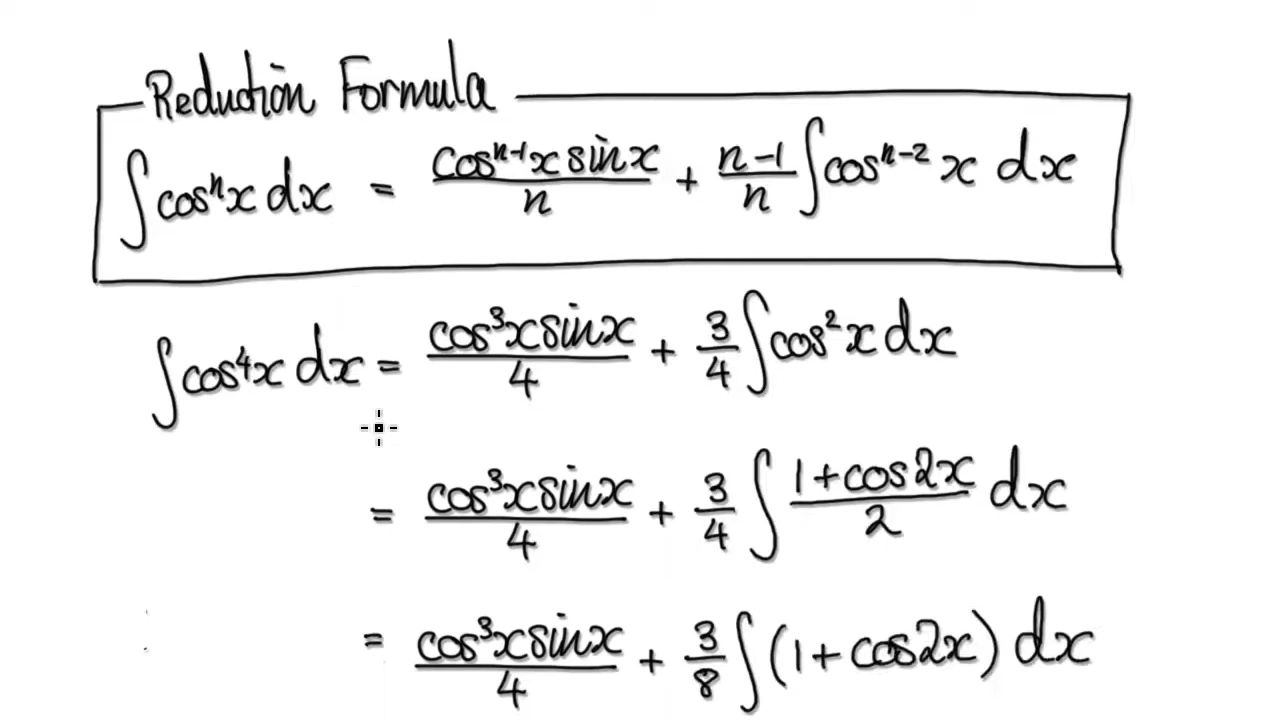 Reduction Formula
∫cosⁿx dx = cosⁿ⁻¹x sinx / n + n-1 / n ∫cosⁿ⁻² x dx
∫cos⁴x dx = cos³x sinx / 4 + 3/4 ∫cos²x dx
= cos³x sinx / 4 + 3/4 ∫ 1+cos2x / 2 dx
= cos³x sinx / 4 + 3/8 ∫(1+cos2x) dx